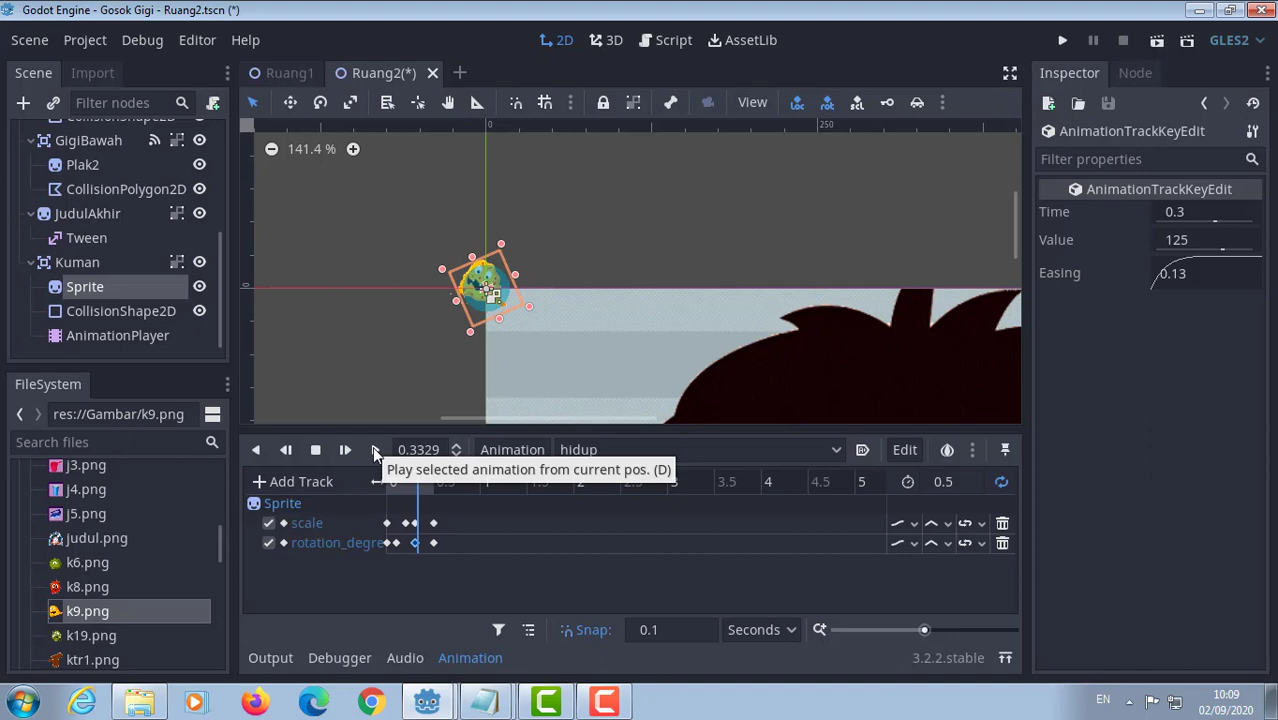 Godot Engine - Gosok Gigi - Ruang2.tscn (*)
Scene Project Debug Editor Help
2D 3D Script AssetLib
GLES2
Scene Import
Ruang1 Ruang2(*)
Inspector Node
Filter nodes
View
GigiBawah
Plak2
CollisionPolygon2D
JudulAkhir
Tween
Kuman
Sprite
CollisionShape2D
AnimationPlayer
0 250
141.4 %
AnimationTrackKeyEdit
Filter properties
AnimationTrackKeyEdit
Time 0.3
Value 125
Easing 0.13
FileSystem
res://Gambar/k9.png
Search files
j3.png
j4.png
j5.png
judul.png
k6.png
k8.png
k9.png
k19.png
ktr1.png
0.3329 Animation hidup Edit
Play selected animation from current pos. (D)
Add Track 3 3.5 4 4.5 5 0.5
Sprite
scale
rotation_degre
Snap: 0.1 Seconds
Output Debugger Audio Animation 3.2.2.stable
EN
10:09
02/09/2020